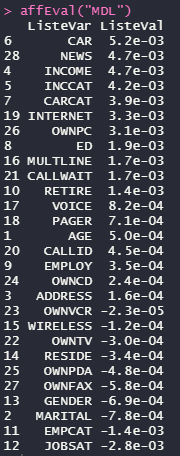 > affEval("MDL")
ListeVar ListeVal
6 CAR 5.2e-03
28 NEWS 4.7e-03
4 INCOME 4.7e-03
5 INCCAT 4.2e-03
7 CARCAT 3.9e-03
19 INTERNET 3.3e-03
26 OWNPC 3.1e-03
8 ED 1.9e-03
16 MULTLINE 1.7e-03
21 CALLWAIT 1.7e-03
10 RETIRE 1.4e-03
17 VOICE 8.2e-04
18 PAGER 7.1e-04
1 AGE 5.0e-04
20 CALLID 4.5e-04
9 EMPLOY 3.5e-04
24 OWNCD 2.4e-04
3 ADDRESS 1.6e-04
23 OWNVCR -2.3e-05
15 WIRELESS -1.2e-04
22 OWNTV -3.0e-04
14 RESIDE -3.4e-04
25 OWNPDA -4.8e-04
27 OWNFAX -5.8e-04
13 GENDER -6.9e-04
2 MARITAL -7.8e-04
11 EMPCAT -1.4e-03
12 JOBSAT -2.8e-03